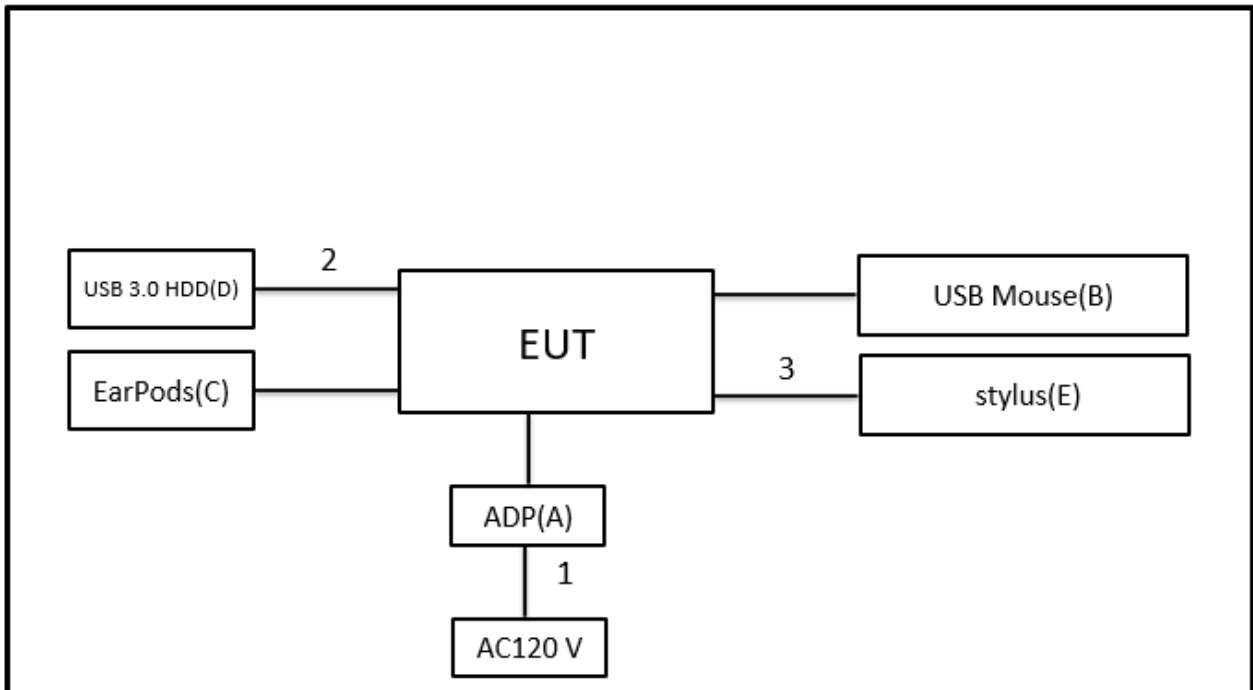 2
USB 3.0 HDD(D)
EUT
USB Mouse(B)
EarPods(C)
3
stylus(E)
ADP(A)
1
AC120 V